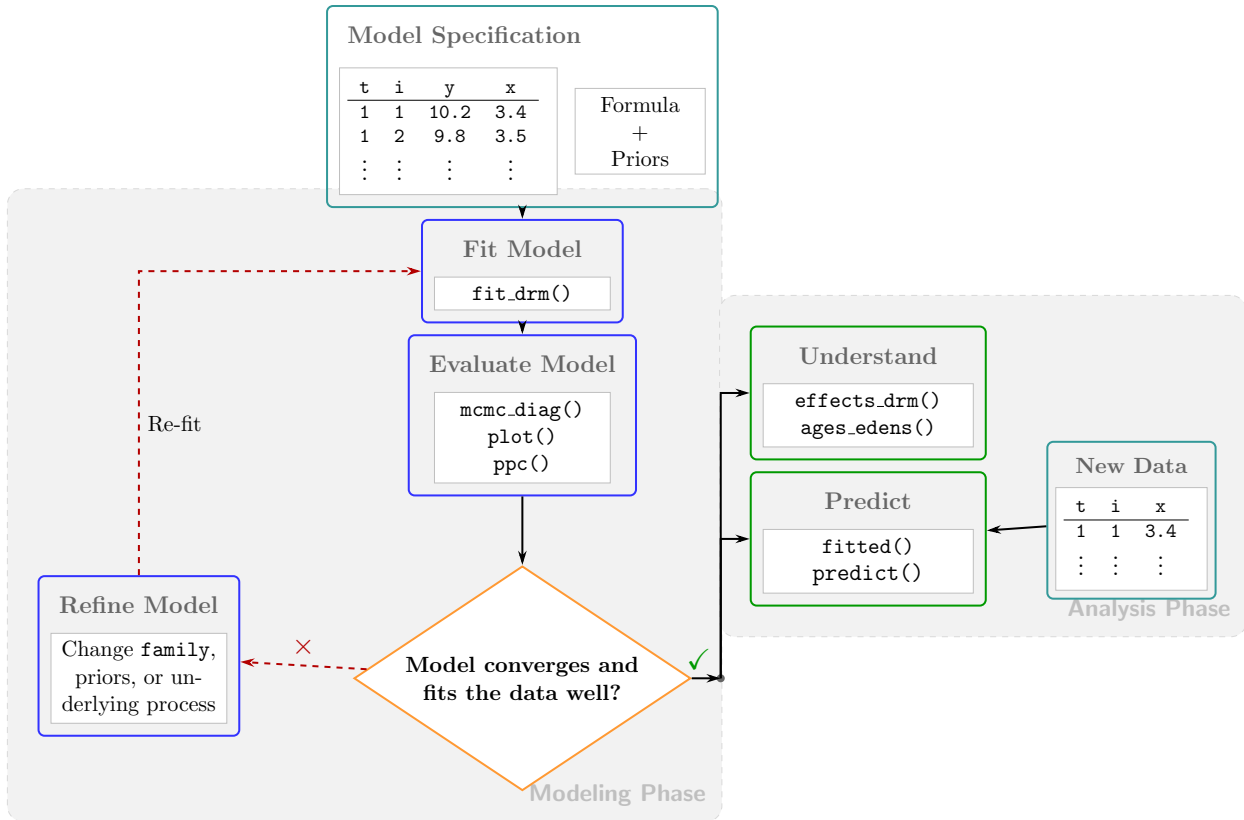 Model Specification
t i y x
1 1 10.2 3.4
1 2 9.8 3.5
⋮ ⋮ ⋮ ⋮
Formula
+
Priors
Fit Model
fit_drm()
Evaluate Model
mcmc_diag()
plot()
ppc()
Re-fit
Refine Model
Change family,
priors, or un-
derlying process
×
Model converges and
fits the data well?
✓
Modeling Phase
Understand
effects_drm()
ages_edens()
Predict
fitted()
predict()
New Data
t i x
1 1 3.4
⋮ ⋮ ⋮
Analysis Phase